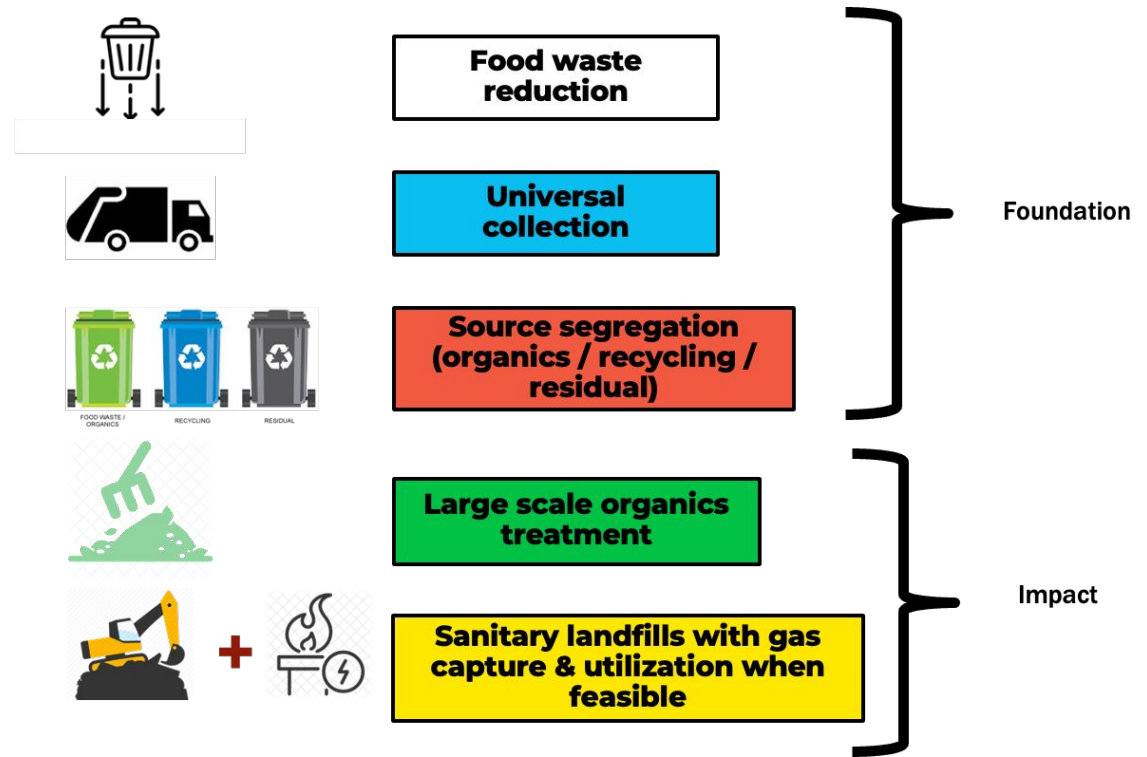 Food waste
reduction
Universal
collection
Foundation
Source segregation
(organics / recycling /
residual)
FOOD WASTE /
ORGANICS
RECYCLING
RESIDUAL
Large scale organics
treatment
Impact
Sanitary landfills with gas
capture & utilization when
feasible